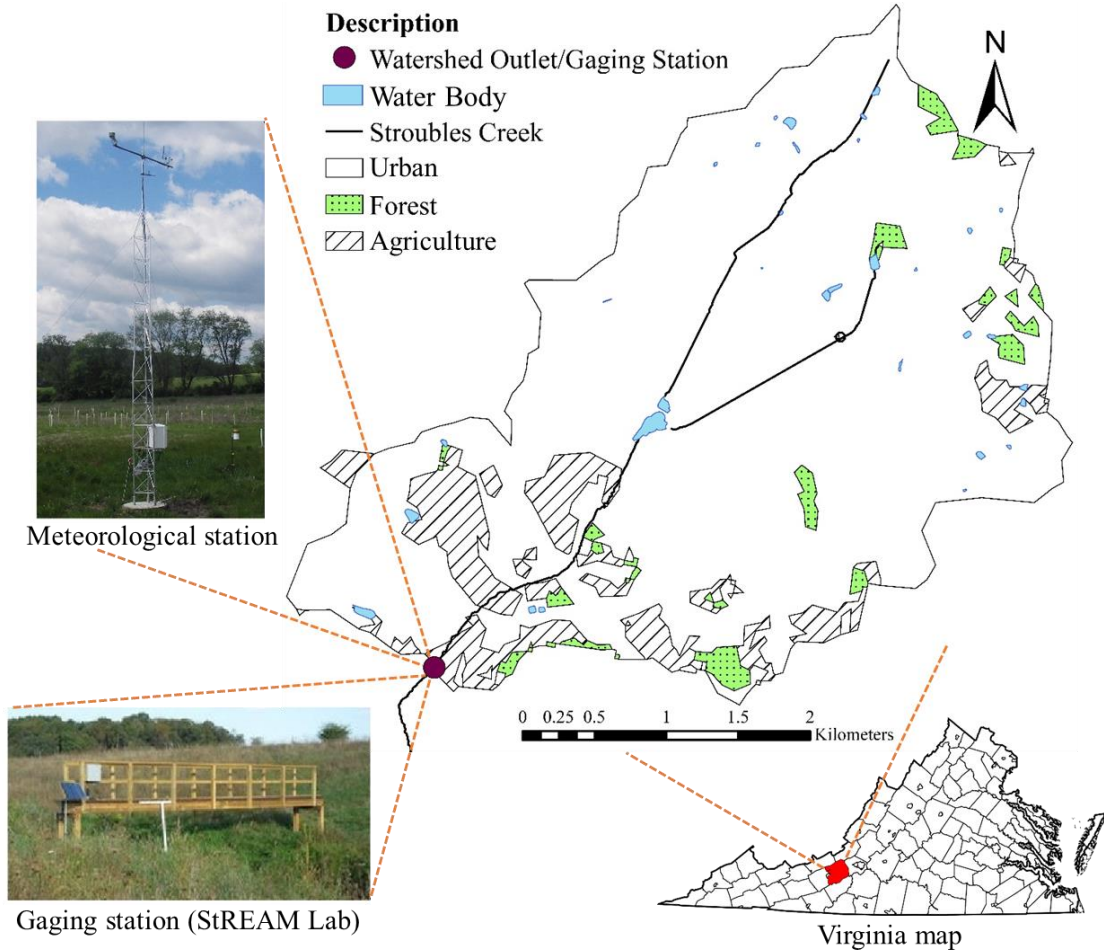 Description
Watershed Outlet/Gaging Station
Water Body
Stroubles Creek
Urban
Forest
Agriculture
N
Meteorological station
0 0.25 0.5 1 1.5 2
Kilometers
Gaging station (StREAM Lab)
Virginia map